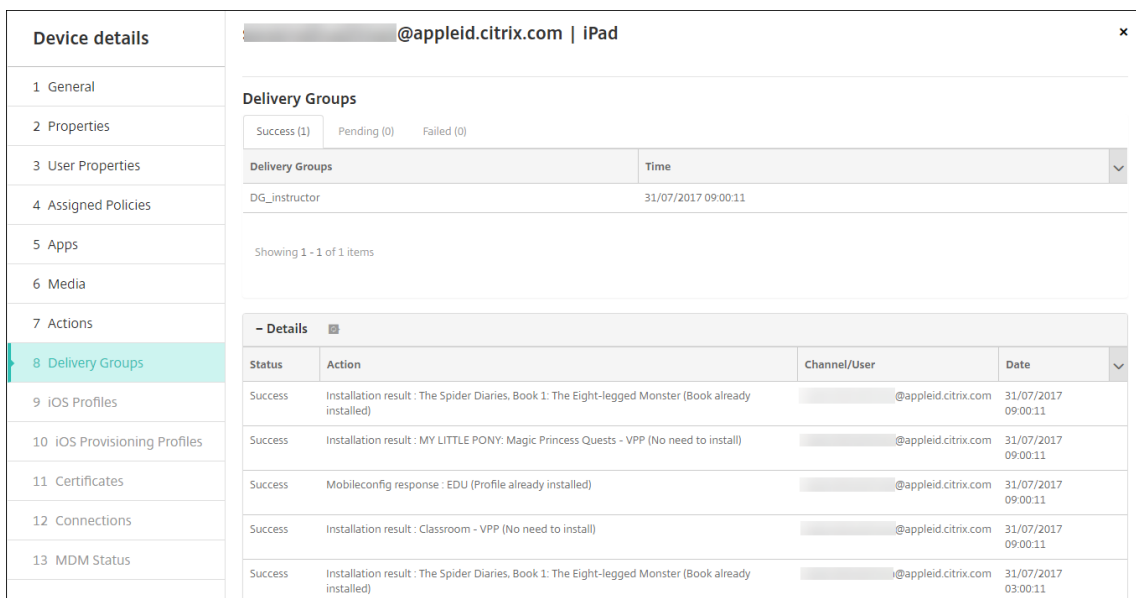 Device details
@appleid.citrix.com | iPad
×
1 General
2 Properties
3 User Properties
4 Assigned Policies
5 Apps
6 Media
7 Actions
8 Delivery Groups
9 iOS Profiles
10 iOS Provisioning Profiles
11 Certificates
12 Connections
13 MDM Status
Delivery Groups
Success (1) Pending (0) Failed (0)
Delivery Groups Time
DG_instructor 31/07/2017 09:00:11
Showing 1 - 1 of 1 items
– Details
Status Action Channel/User Date
Success Installation result : The Spider Diaries, Book 1: The Eight-legged Monster (Book already @appleid.citrix.com 31/07/2017
installed) 09:00:11
Success Installation result : MY LITTLE PONY: Magic Princess Quests - VPP (No need to install) @appleid.citrix.com 31/07/2017
09:00:11
Success Mobileconfig response : EDU (Profile already installed) @appleid.citrix.com 31/07/2017
09:00:11
Success Installation result : Classroom - VPP (No need to install) @appleid.citrix.com 31/07/2017
09:00:11
Success Installation result : The Spider Diaries, Book 1: The Eight-legged Monster (Book already @appleid.citrix.com 31/07/2017
installed) 03:00:11